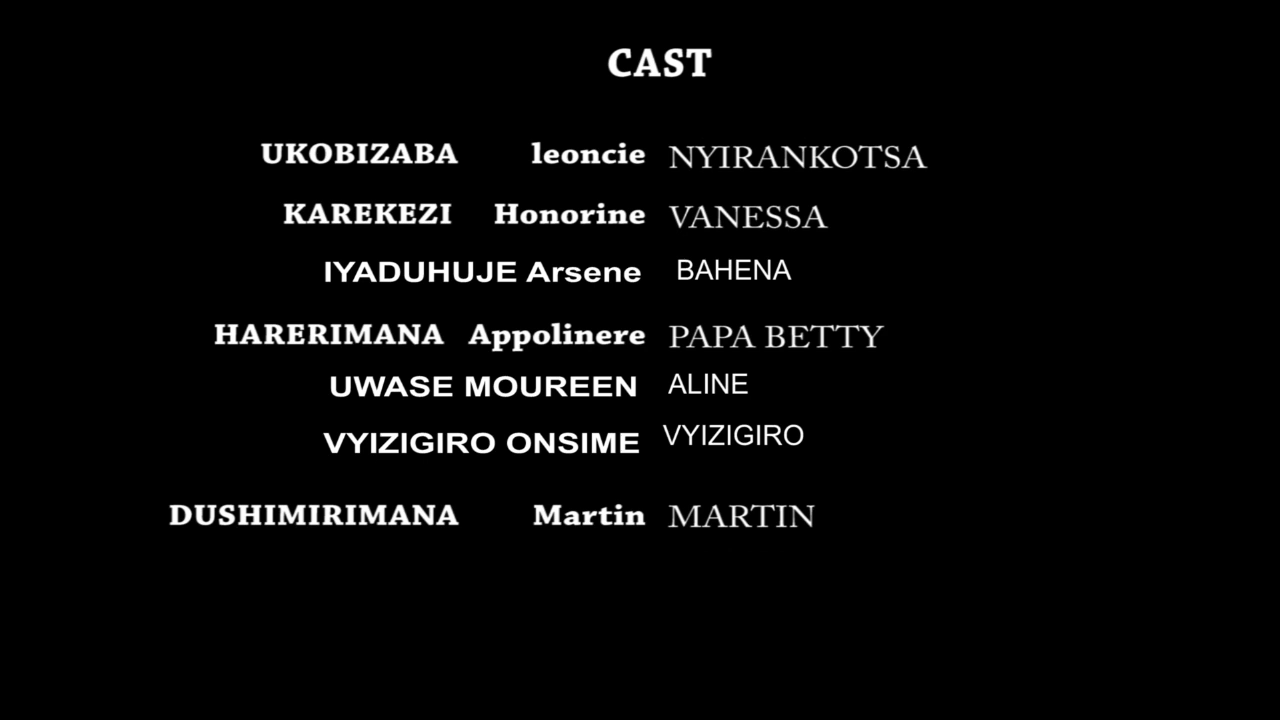 CAST
UKOBIZABA leoncie NYIRANKOTSA
KAREKEZI Honorine VANESSA
IYADUHUJE Arsene BAHENA
HARERIMANA Appolinere PAPA BETTY
UWASE MOUREEN ALINE
VYIZIGIRO ONSIME VYIZIGIRO
DUSHIMIRIMANA Martin MARTIN